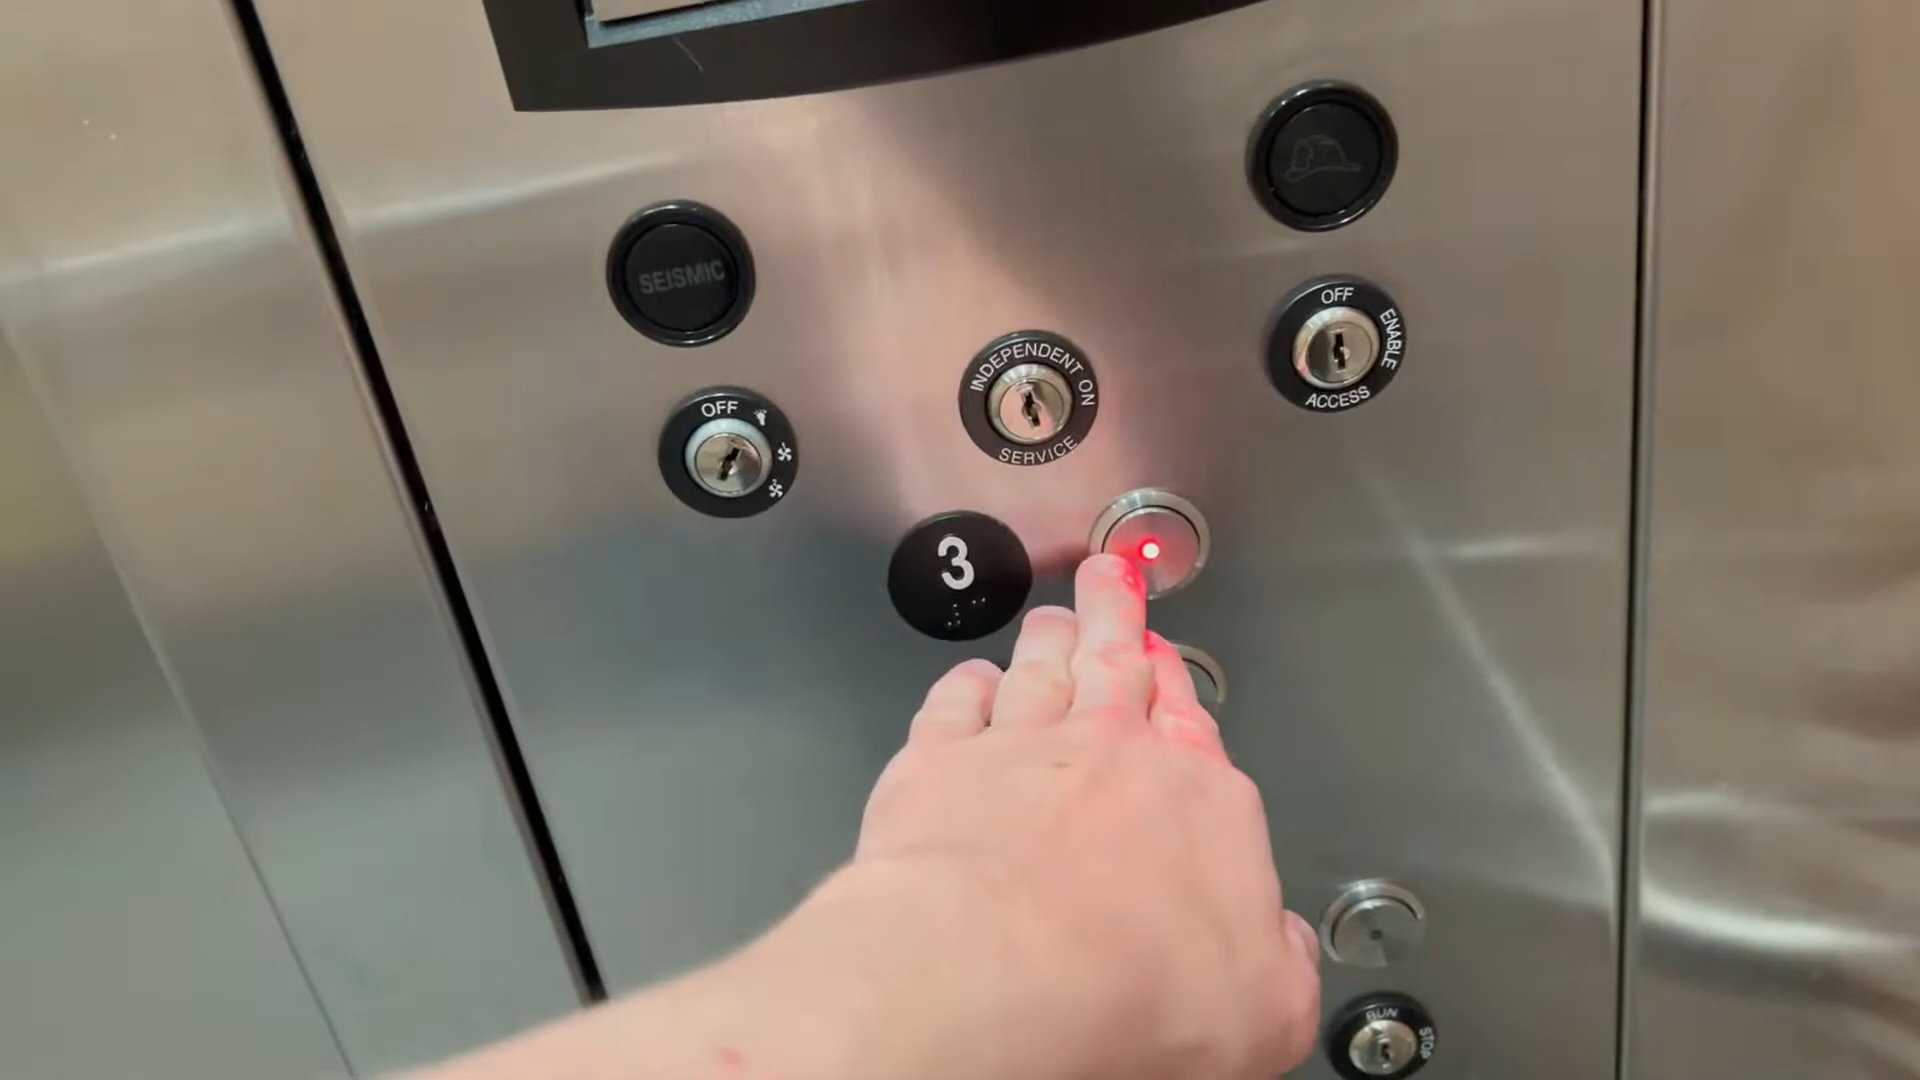 SEISMIC
OFF
INDEPENDENT ON
SERVICE
OFF
ENABLE
ACCESS
3
RUN
STOP